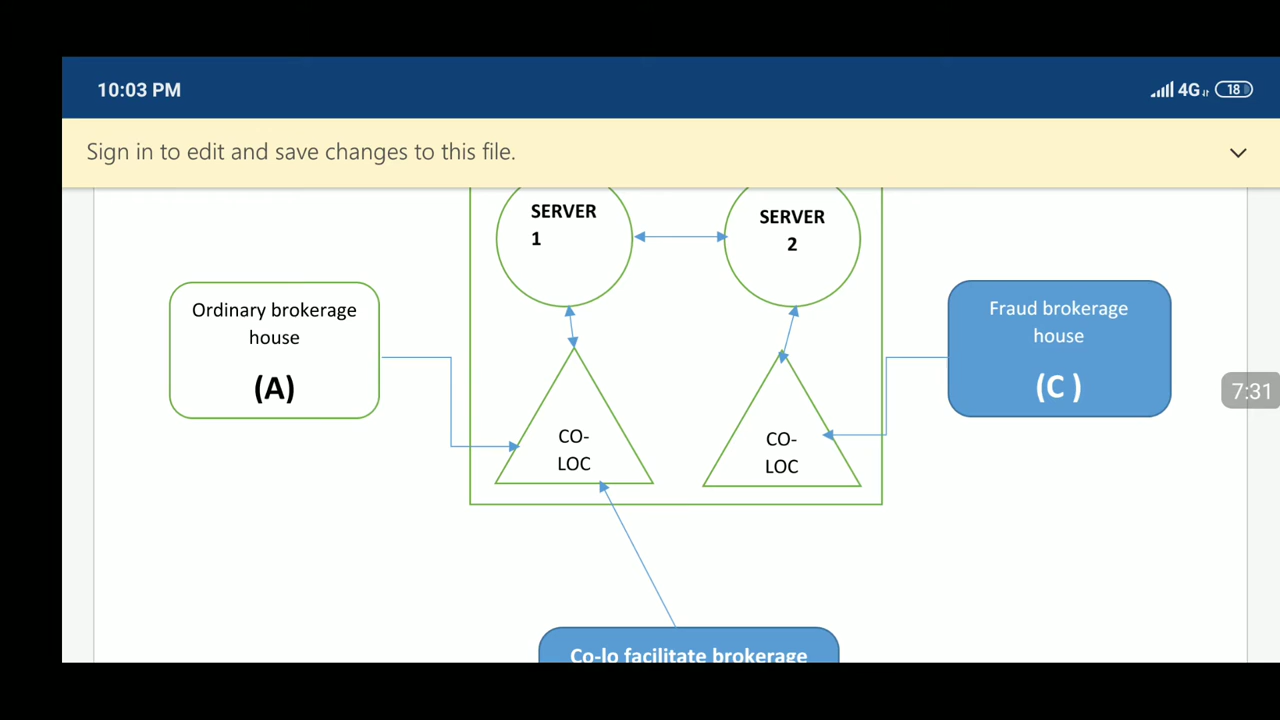 10:03 PM
4G
18
Sign in to edit and save changes to this file.
SERVER
1
SERVER
2
Ordinary brokerage
house
(A)
Fraud brokerage
house
(C )
7:31
CO-
LOC
CO-
LOC
Co-lo facilitate brokerage